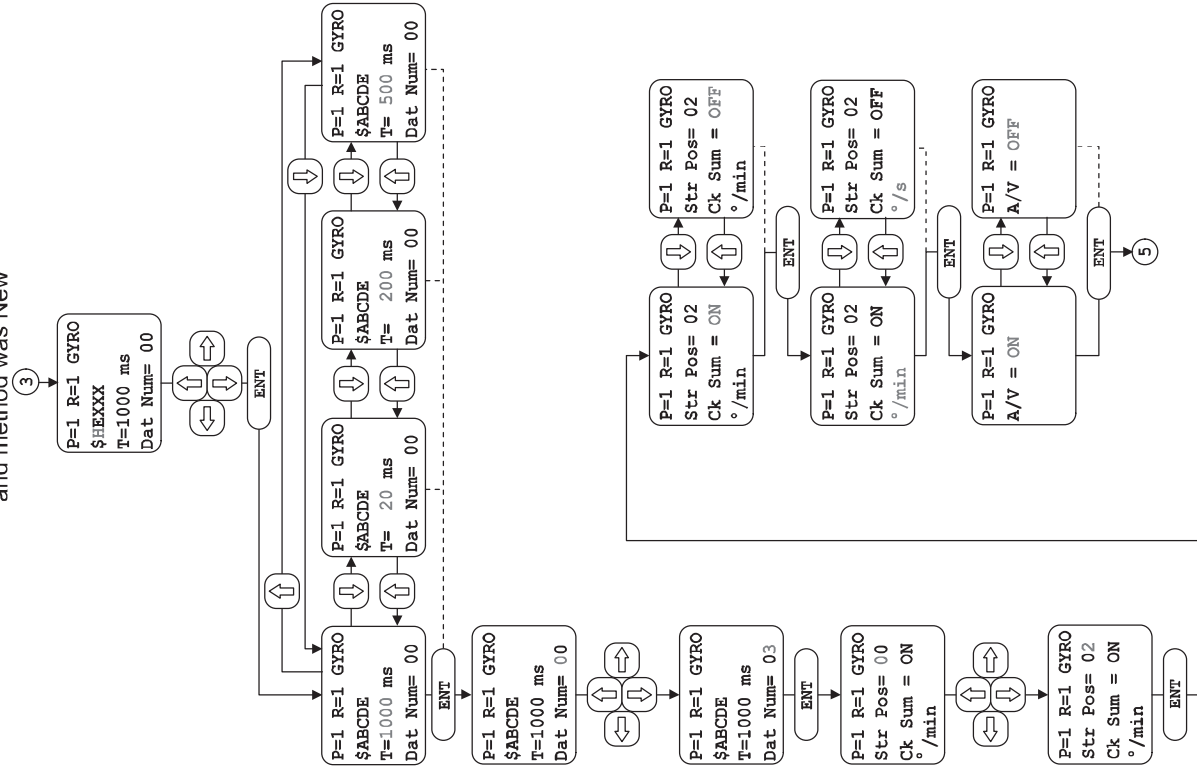 and method was New
3
P=1 R=1 GYRO
$HEXXX
T=1000 ms
Dat Num= 00
ENT
P=1 R=1 GYRO
$ABCDE
T=1000 ms
Dat Num= 00
P=1 R=1 GYRO
$ABCDE
T= 20 ms
Dat Num= 00
P=1 R=1 GYRO
$ABCDE
T= 200 ms
Dat Num= 00
P=1 R=1 GYRO
$ABCDE
T= 500 ms
Dat Num= 00
ENT
P=1 R=1 GYRO
$ABCDE
T=1000 ms
Dat Num= 00
P=1 R=1 GYRO
$ABCDE
T=1000 ms
Dat Num= 03
ENT
P=1 R=1 GYRO
Str Pos= 00
Ck Sum = ON
°/min
P=1 R=1 GYRO
Str Pos= 02
Ck Sum = ON
°/min
ENT
P=1 R=1 GYRO
Str Pos= 02
Ck Sum = ON
°/min
P=1 R=1 GYRO
Str Pos= 02
Ck Sum = OFF
°/min
ENT
P=1 R=1 GYRO
Str Pos= 02
Ck Sum = ON
°/min
P=1 R=1 GYRO
Str Pos= 02
Ck Sum = OFF
°/s
ENT
P=1 R=1 GYRO
A/V = ON
P=1 R=1 GYRO
A/V = OFF
ENT
5